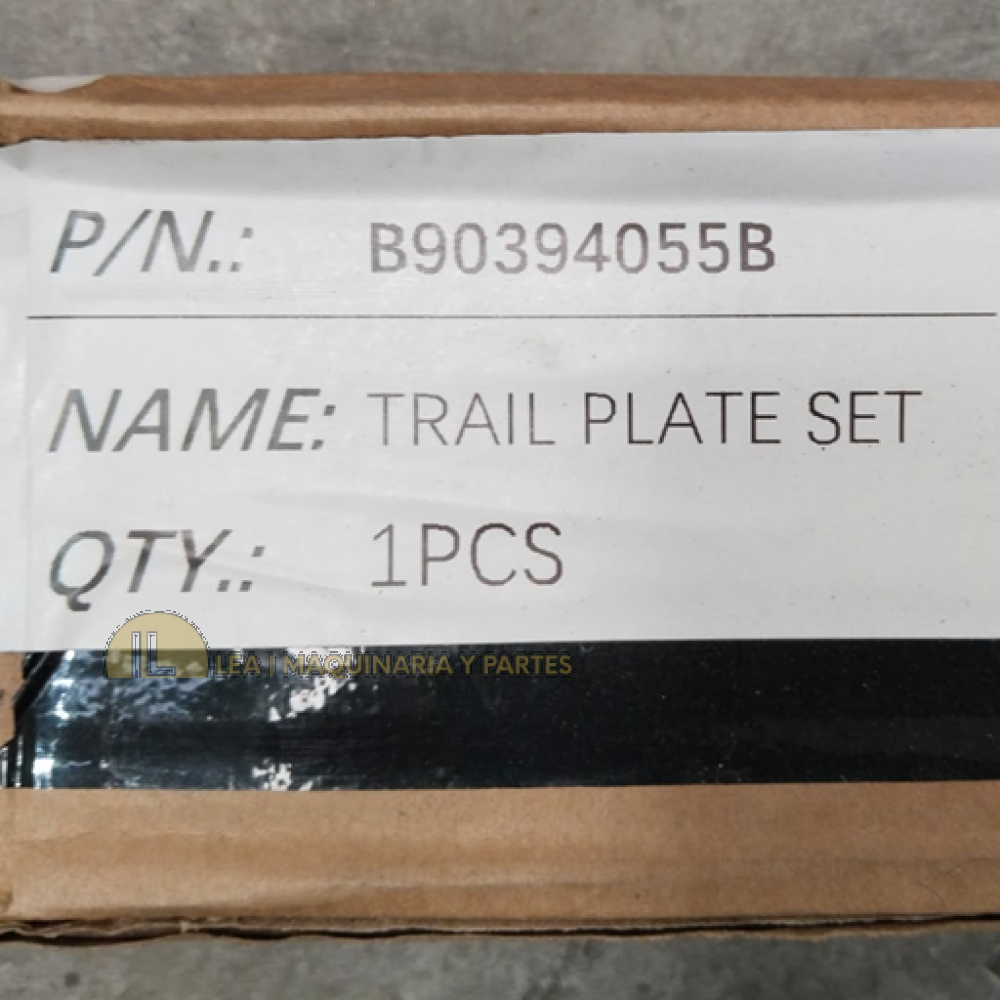 P/N.: B90394055B
NAME: TRAIL PLATE SET
QTY.: 1PCS
LEA | MAQUINARIA Y PARTES